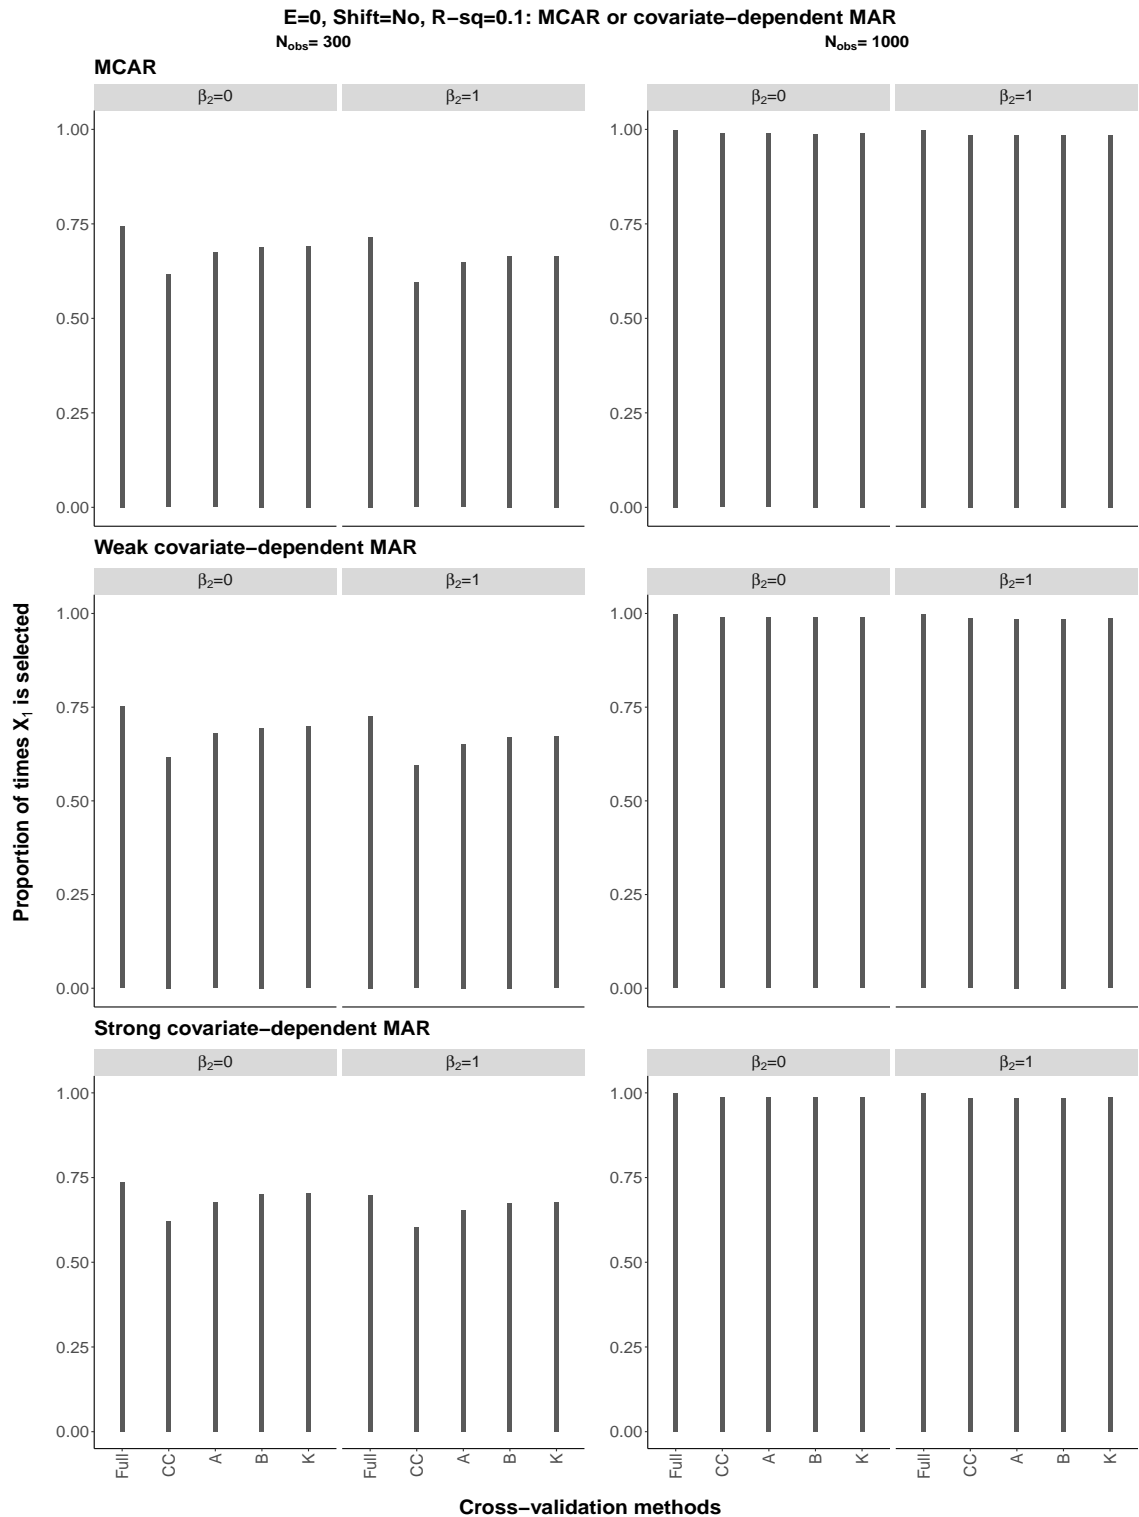 E=0, Shift=No, R−sq=0.1: MCAR or covariate−dependent MAR
Nobs= 300 Nobs= 1000
MCAR
β2=0 β2=1 β2=0 β2=1
1.00 1.00
0.75 0.75
0.50 0.50
0.25 0.25
0.00 0.00
Weak covariate−dependent MAR
β2=0 β2=1 β2=0 β2=1
1.00 1.00
0.75 0.75
0.50 0.50
0.25 0.25
0.00 0.00
Proportion of times X1 is selected
Strong covariate−dependent MAR
β2=0 β2=1 β2=0 β2=1
1.00 1.00
0.75 0.75
0.50 0.50
0.25 0.25
0.00 0.00
Full CC A B K Full CC A B K Full CC A B K Full CC A B K
Cross−validation methods